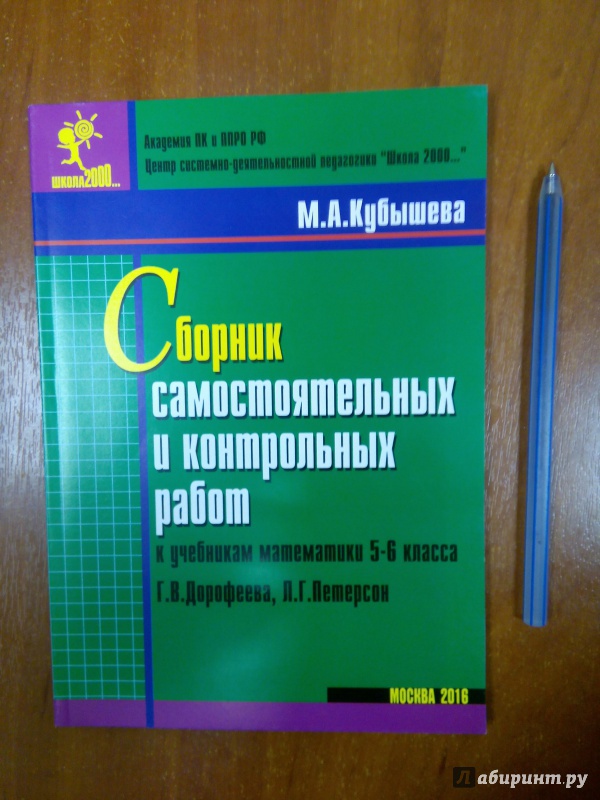 Академия ПК и ППРО РФ
Центр системно-деятельностной педагогики "Школа 2000..."
ШКОЛА2000...
М.А.Кубышева
Сборник
самостоятельных
и контрольных
работ
к учебникам математики 5-6 класса
Г.В.Дорофеева, Л.Г.Петерсон
МОСКВА 2016
лабиринт.ру